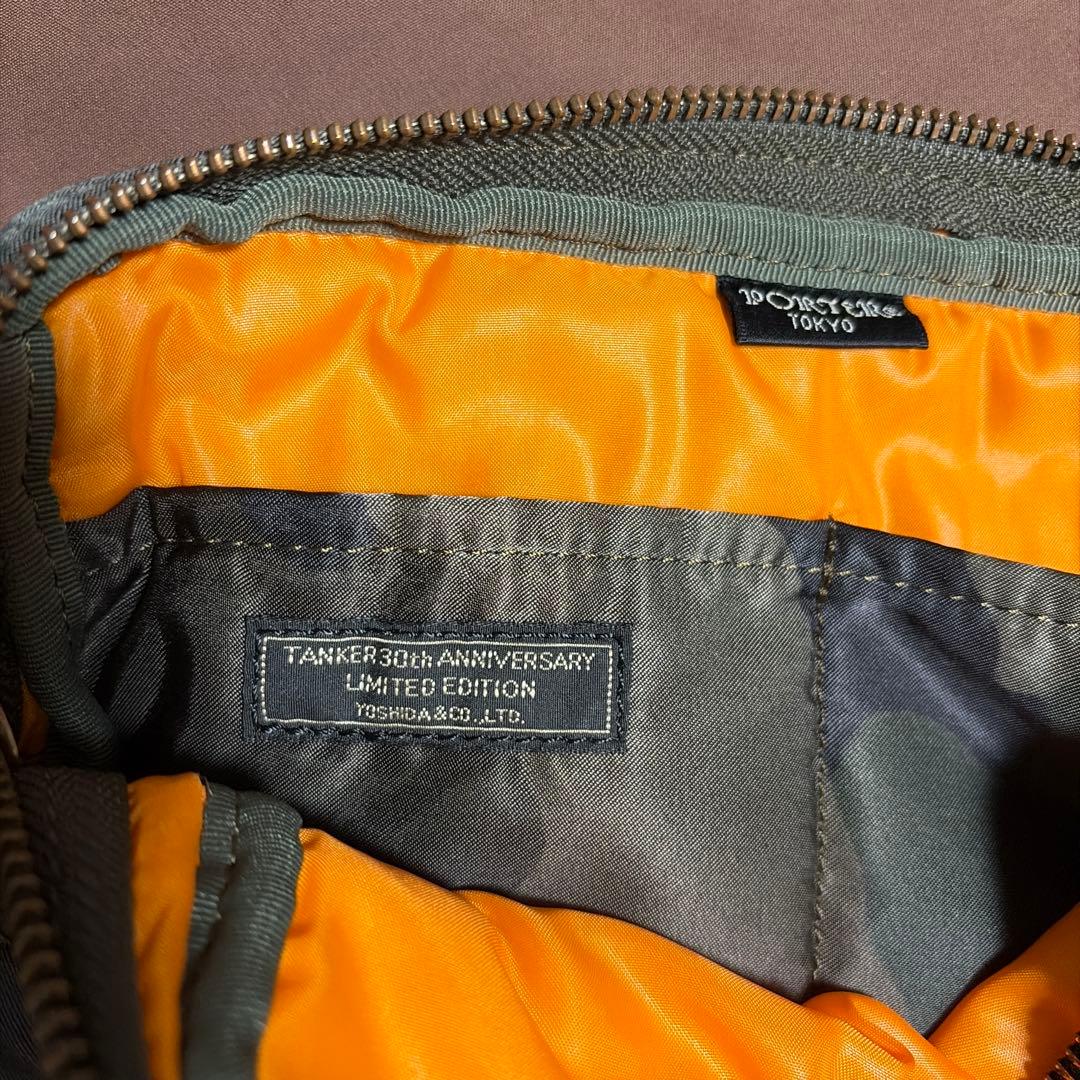 PORTER
TOKYO
TANKER 30th ANNIVERSARY
LIMITED EDITION
YOSHIDA & CO., LTD.